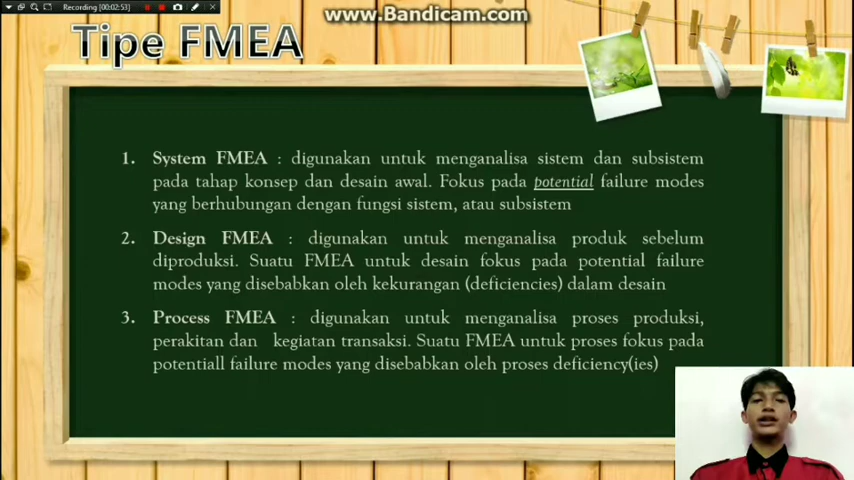 Recording [00:02:53]
www.Bandicam.com
Tipe FMEA
1. System FMEA : digunakan untuk menganalisa sistem dan subsistem
pada tahap konsep dan desain awal. Fokus pada potential failure modes
yang berhubungan dengan fungsi sistem, atau subsistem
2. Design FMEA : digunakan untuk menganalisa produk sebelum
diproduksi. Suatu FMEA untuk desain fokus pada potential failure
modes yang disebabkan oleh kekurangan (deficiencies) dalam desain
3. Process FMEA : digunakan untuk menganalisa proses produksi,
perakitan dan kegiatan transaksi. Suatu FMEA untuk proses fokus pada
potentiall failure modes yang disebabkan oleh proses deficiency(ies)